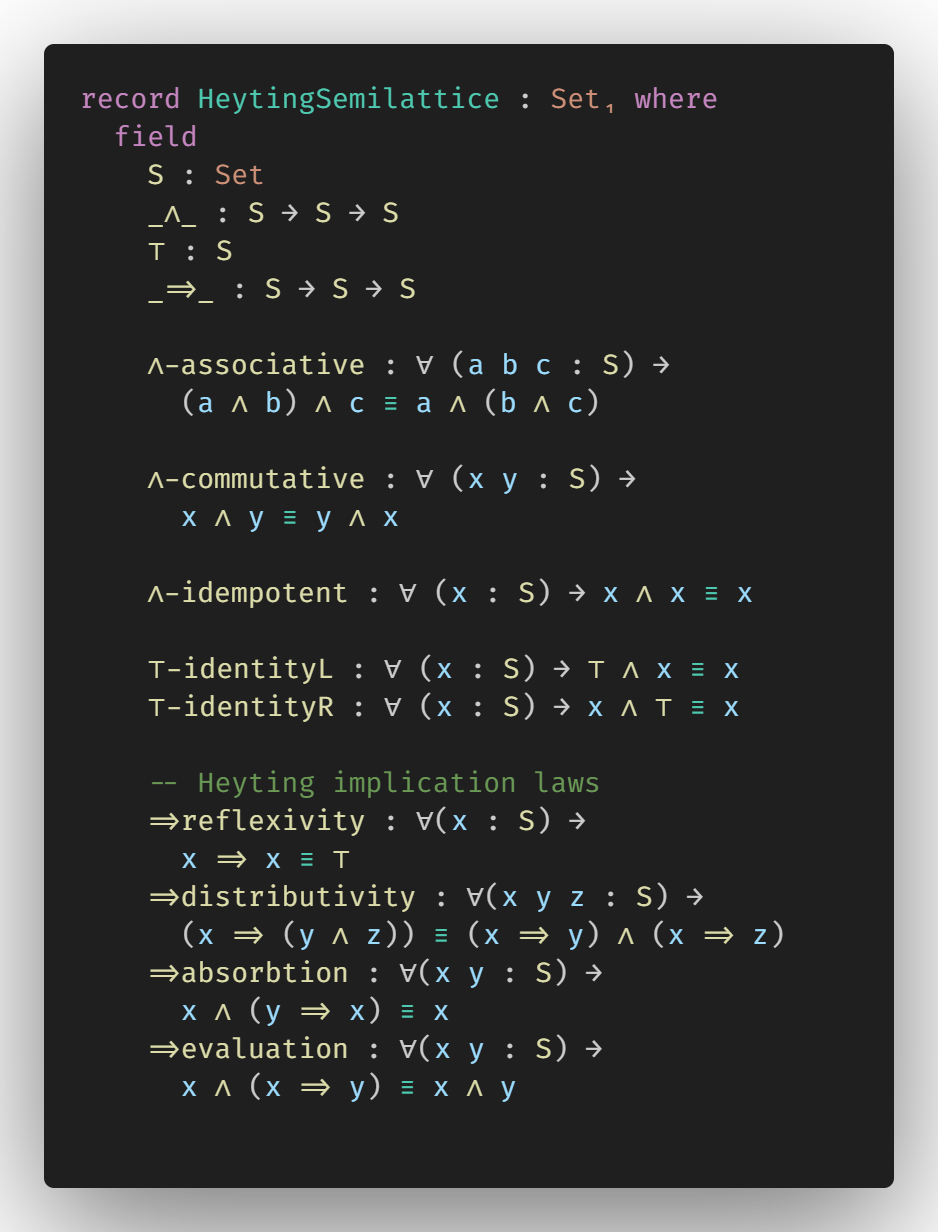 record HeytingSemilattice : Set₁ where
  field
    S : Set
    _∧_ : S → S → S
    ⊤ : S
    _⇒_ : S → S → S

    ∧-associative : ∀ (a b c : S) →
      (a ∧ b) ∧ c ≡ a ∧ (b ∧ c)

    ∧-commutative : ∀ (x y : S) →
      x ∧ y ≡ y ∧ x

    ∧-idempotent : ∀ (x : S) → x ∧ x ≡ x

    ⊤-identityL : ∀ (x : S) → ⊤ ∧ x ≡ x
    ⊤-identityR : ∀ (x : S) → x ∧ ⊤ ≡ x

    -- Heyting implication laws
    ⇒reflexivity : ∀(x : S) →
      x ⇒ x ≡ ⊤
    ⇒distributivity : ∀(x y z : S) →
      (x ⇒ (y ∧ z)) ≡ (x ⇒ y) ∧ (x ⇒ z)
    ⇒absorbtion : ∀(x y : S) →
      x ∧ (y ⇒ x) ≡ x
    ⇒evaluation : ∀(x y : S) →
      x ∧ (x ⇒ y) ≡ x ∧ y